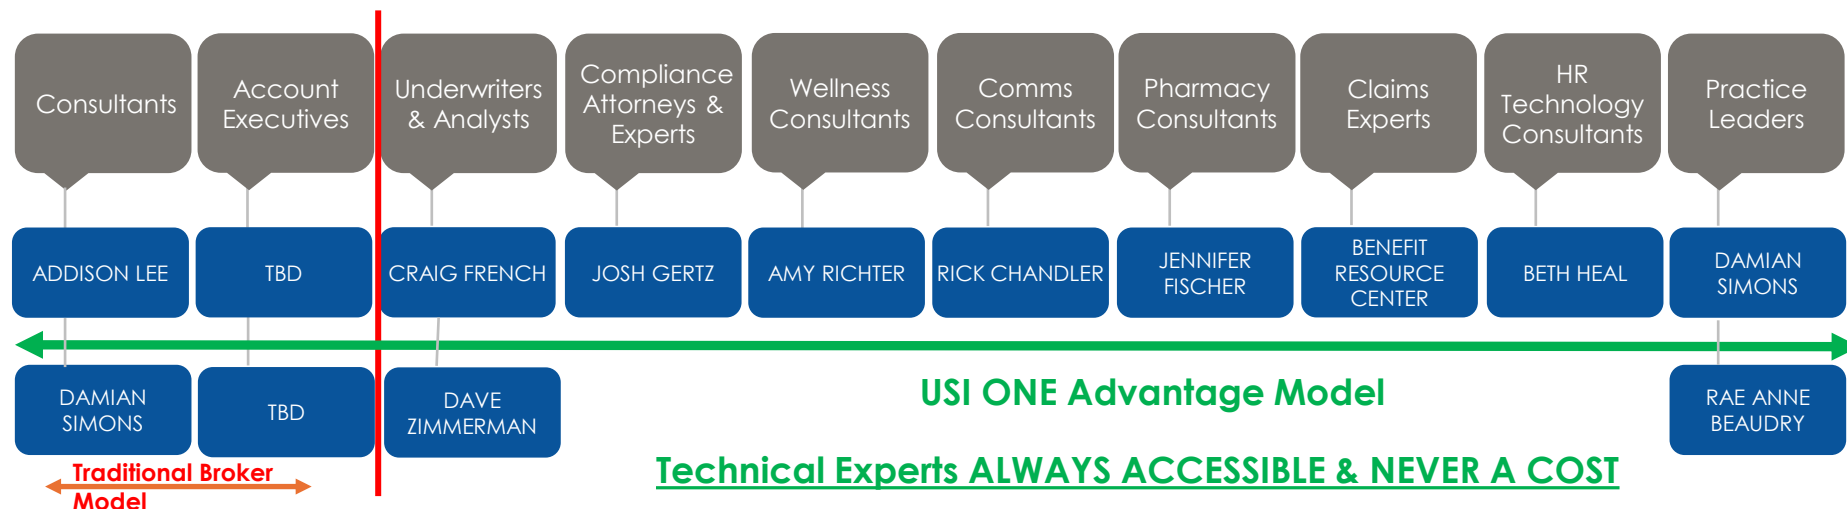 Consultants
Account
Executives
Underwriters
& Analysts
Compliance
Attorneys &
Experts
Wellness
Consultants
Comms
Consultants
Pharmacy
Consultants
Claims
Experts
HR
Technology
Consultants
Practice
Leaders
ADDISON LEE
TBD
CRAIG FRENCH
JOSH GERTZ
AMY RICHTER
RICK CHANDLER
JENNIFER
FISCHER
BENEFIT
RESOURCE
CENTER
BETH HEAL
DAMIAN
SIMONS
DAMIAN
SIMONS
TBD
DAVE
ZIMMERMAN
USI ONE Advantage Model
RAE ANNE
BEAUDRY
Traditional Broker
Model
Technical Experts ALWAYS ACCESSIBLE & NEVER A COST